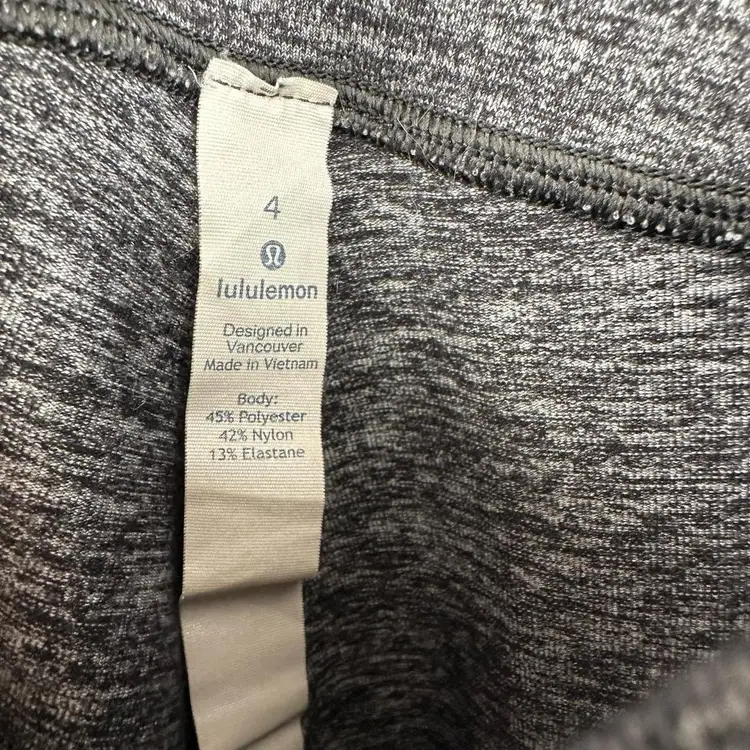 4
lululemon
Designed in
Vancouver
Made in Vietnam
Body:
45% Polyester
42% Nylon
13% Elastane